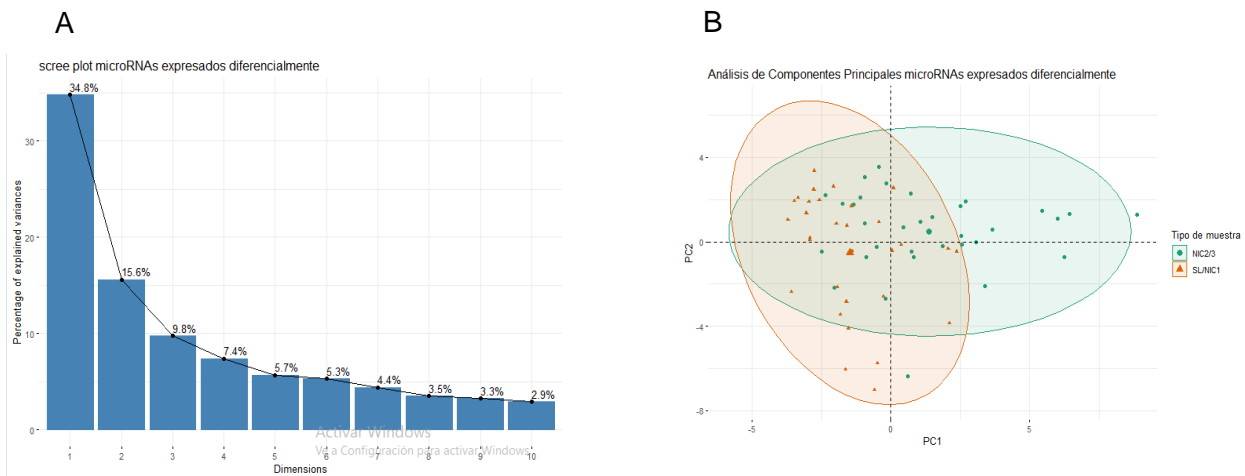 A
B
scree plot microRNAs expresados diferencialmente
Percentage of explained variances
30
20
10
0
34.8%
15.6%
9.8%
7.4%
5.7%
5.3%
4.4%
3.5%
3.3%
2.9%
1 2 3 4 5 6 7 8 9 10
Dimensions
Activar Windows
Ve a Configuración para activar Windows.
Análisis de Componentes Principales microRNAs expresados diferencialmente
PC2
4
0
-4
-8
-5 0 5
PC1
Tipo de muestra
NIC2/3
SL/NIC1